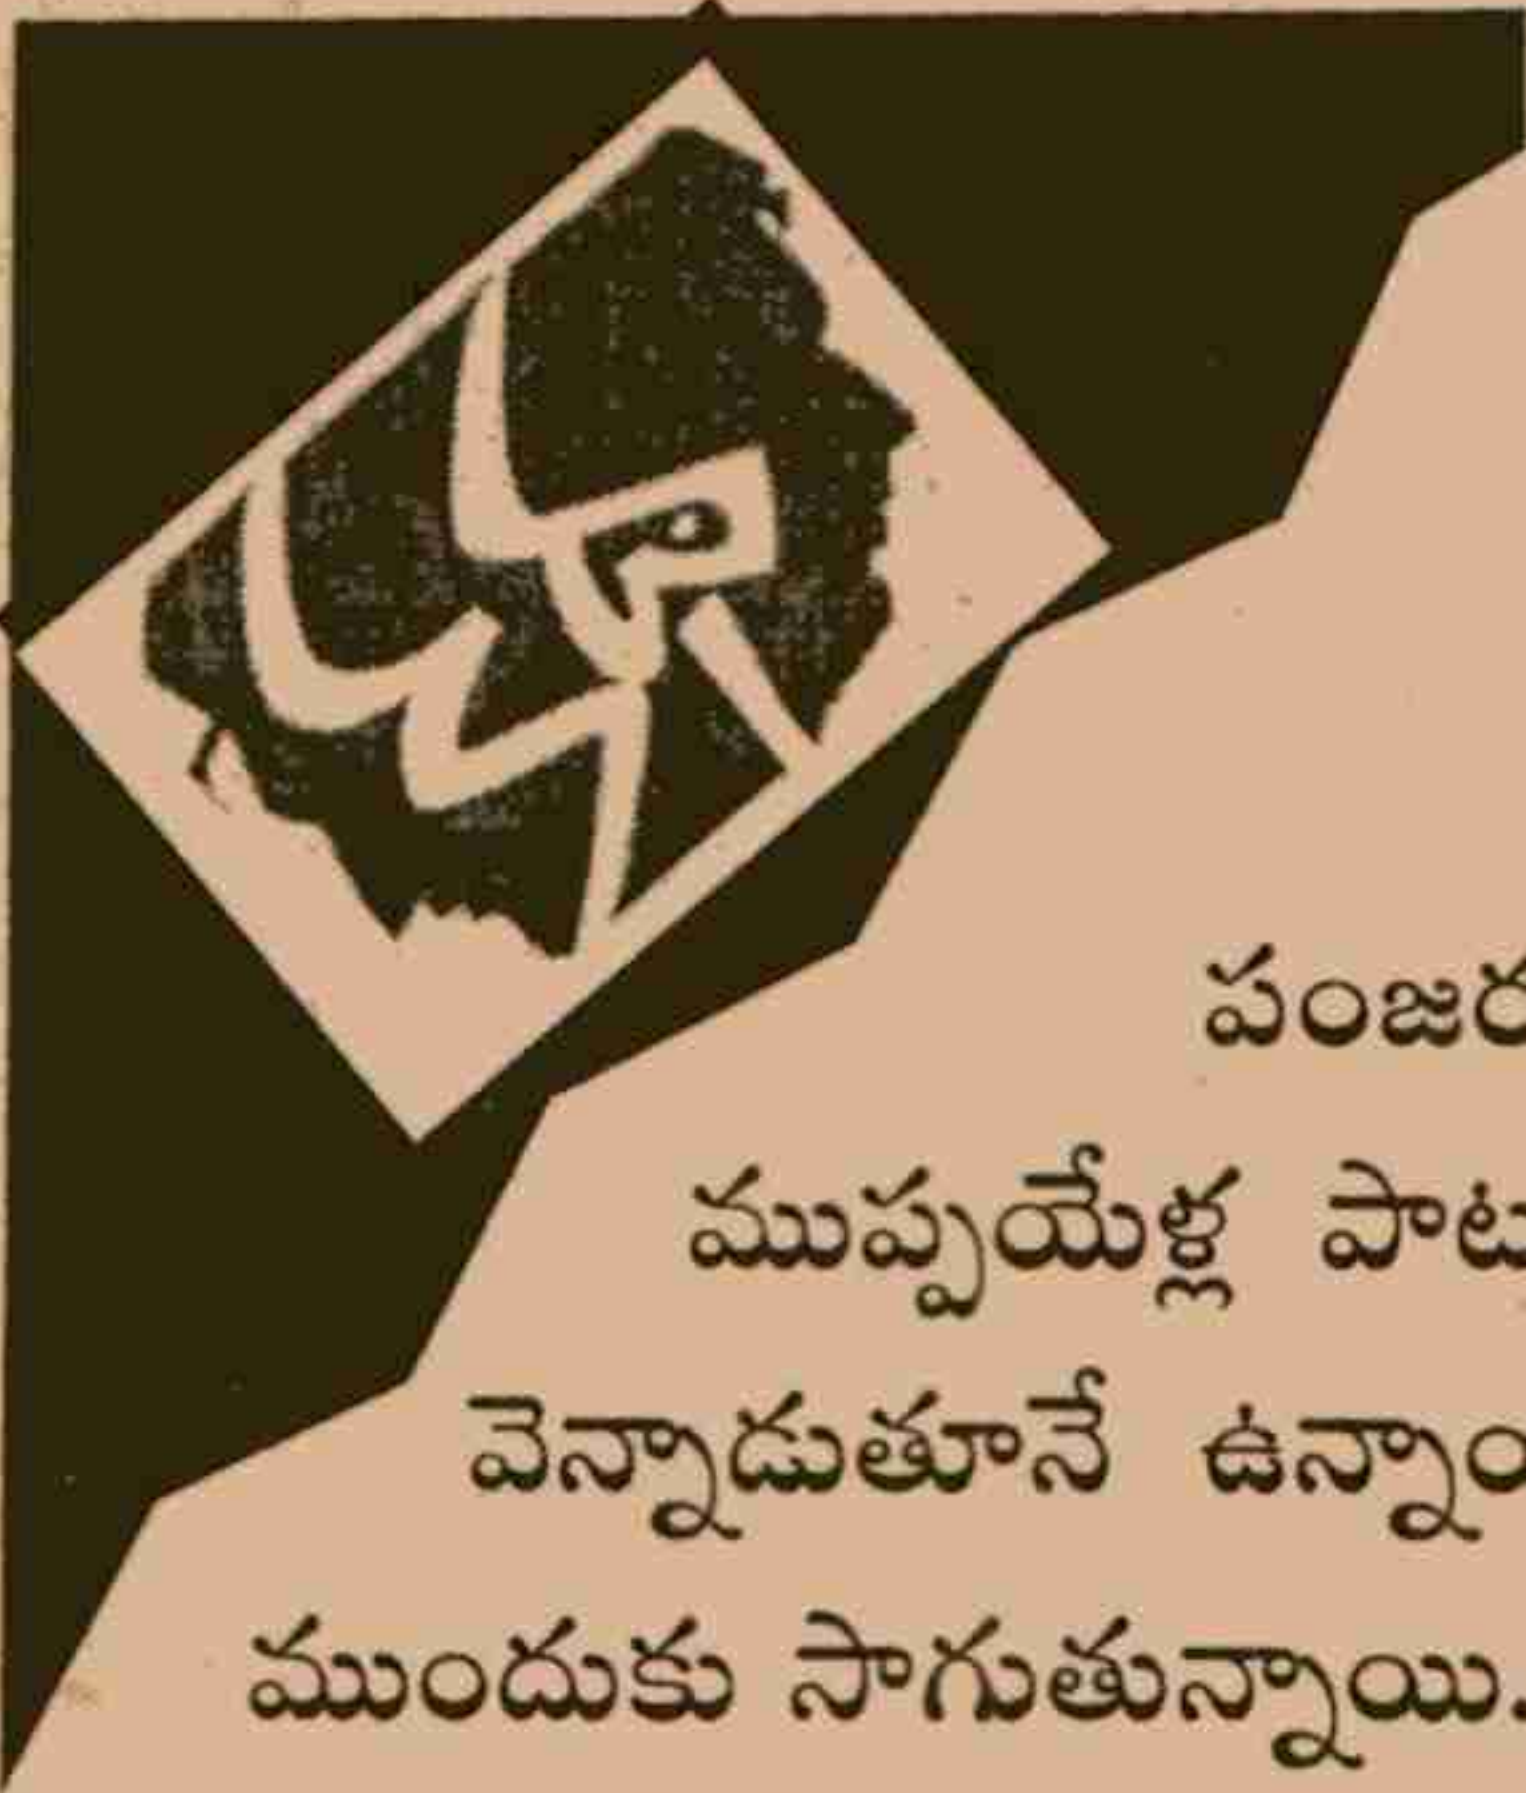 పంజర
ముప్పయేళ్ల పాట
వెన్నాడుతూనే ఉన్నాం
ముందుకు సాగుతున్నాయి.